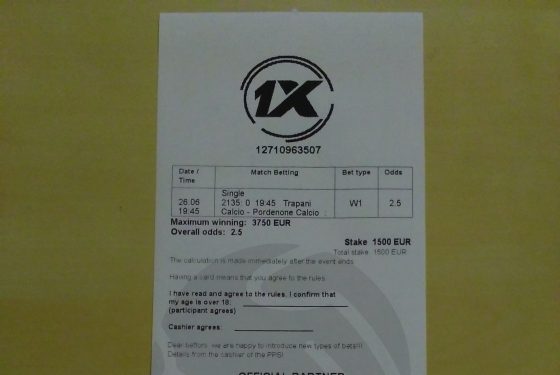 1X
12710963507
Date / Time Match Betting Bet type Odds
Single
26.06 2135: 0 19:45 Trapani W1 2.5
19:45 Calcio - Pordenone Calcio :
Maximum winning: 3750 EUR
Overall odds: 2.5
Stake 1500 EUR
Total stake 1500 EUR
The calculation is made immediately after the event ends
Having a card means that you agree to the rules
I have read and agree to the rules. I confirm that
my age is over 18.
(participant agrees)
Cashier agrees:
Dear bettors, we are happy to introduce new types of bets!!!
Details from the cashier of the PPS!
OFFICIAL PARTNER